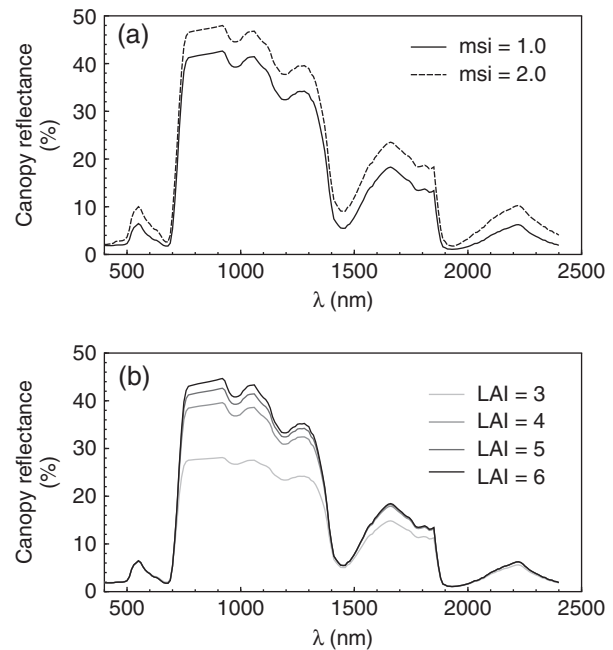 (a)
msi = 1.0
msi = 2.0
50
40
30
20
10
0
Canopy reflectance
(%)
500
1000
1500
2000
2500
λ (nm)
(b)
LAI = 3
LAI = 4
LAI = 5
LAI = 6
50
40
30
20
10
0
Canopy reflectance
(%)
500
1000
1500
2000
2500
λ (nm)